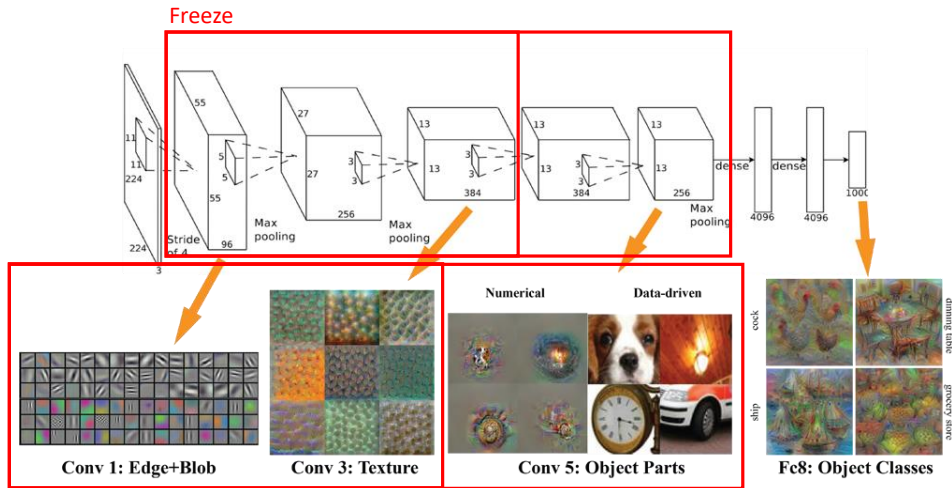 Freeze
55
27
13
13
13
11
5
3
3
3
11
5
27
3
13
3
13
3
13
dense
dense
224
55
384
384
256
1000
256
Max
pooling
Max
pooling
Max
pooling
4096
4096
224
Stride
of 4
96
3
Numerical
Data-driven
cock
dinning table
ship
grocery store
Conv 1: Edge+Blob
Conv 3: Texture
Conv 5: Object Parts
Fc8: Object Classes